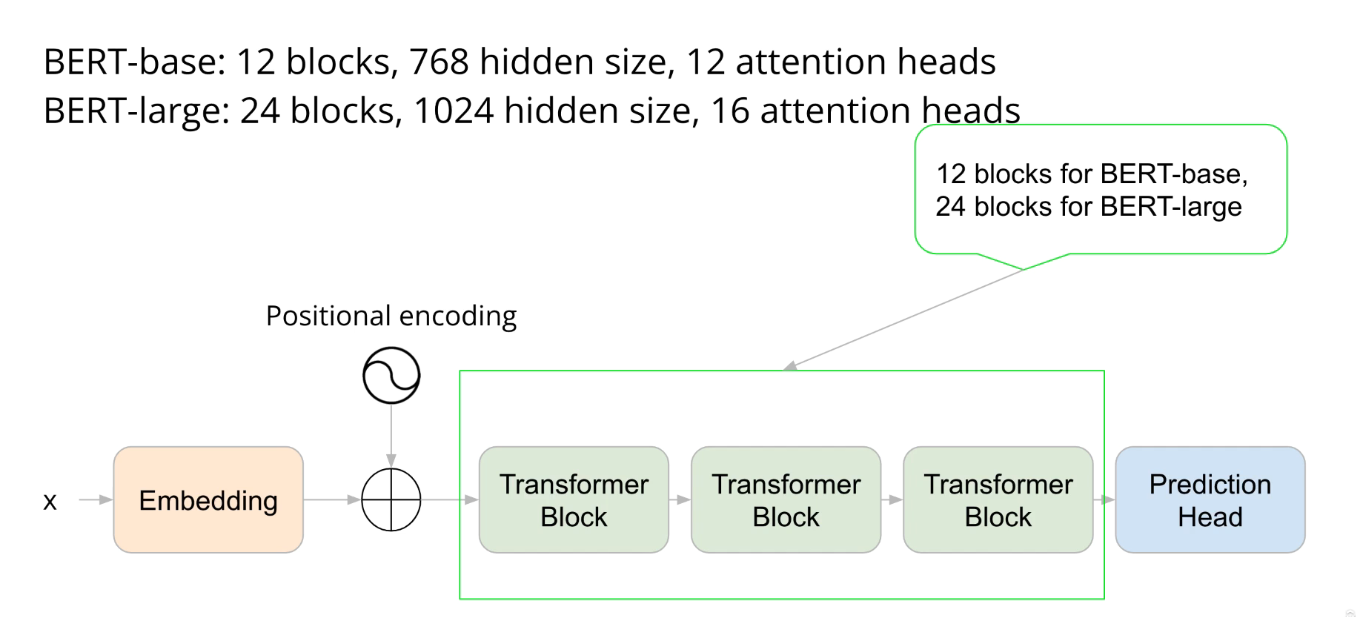 BERT-base: 12 blocks, 768 hidden size, 12 attention heads
BERT-large: 24 blocks, 1024 hidden size, 16 attention heads
12 blocks for BERT-base,
24 blocks for BERT-large
Positional encoding
x
Embedding
Transformer
Block
Transformer
Block
Transformer
Block
Prediction
Head